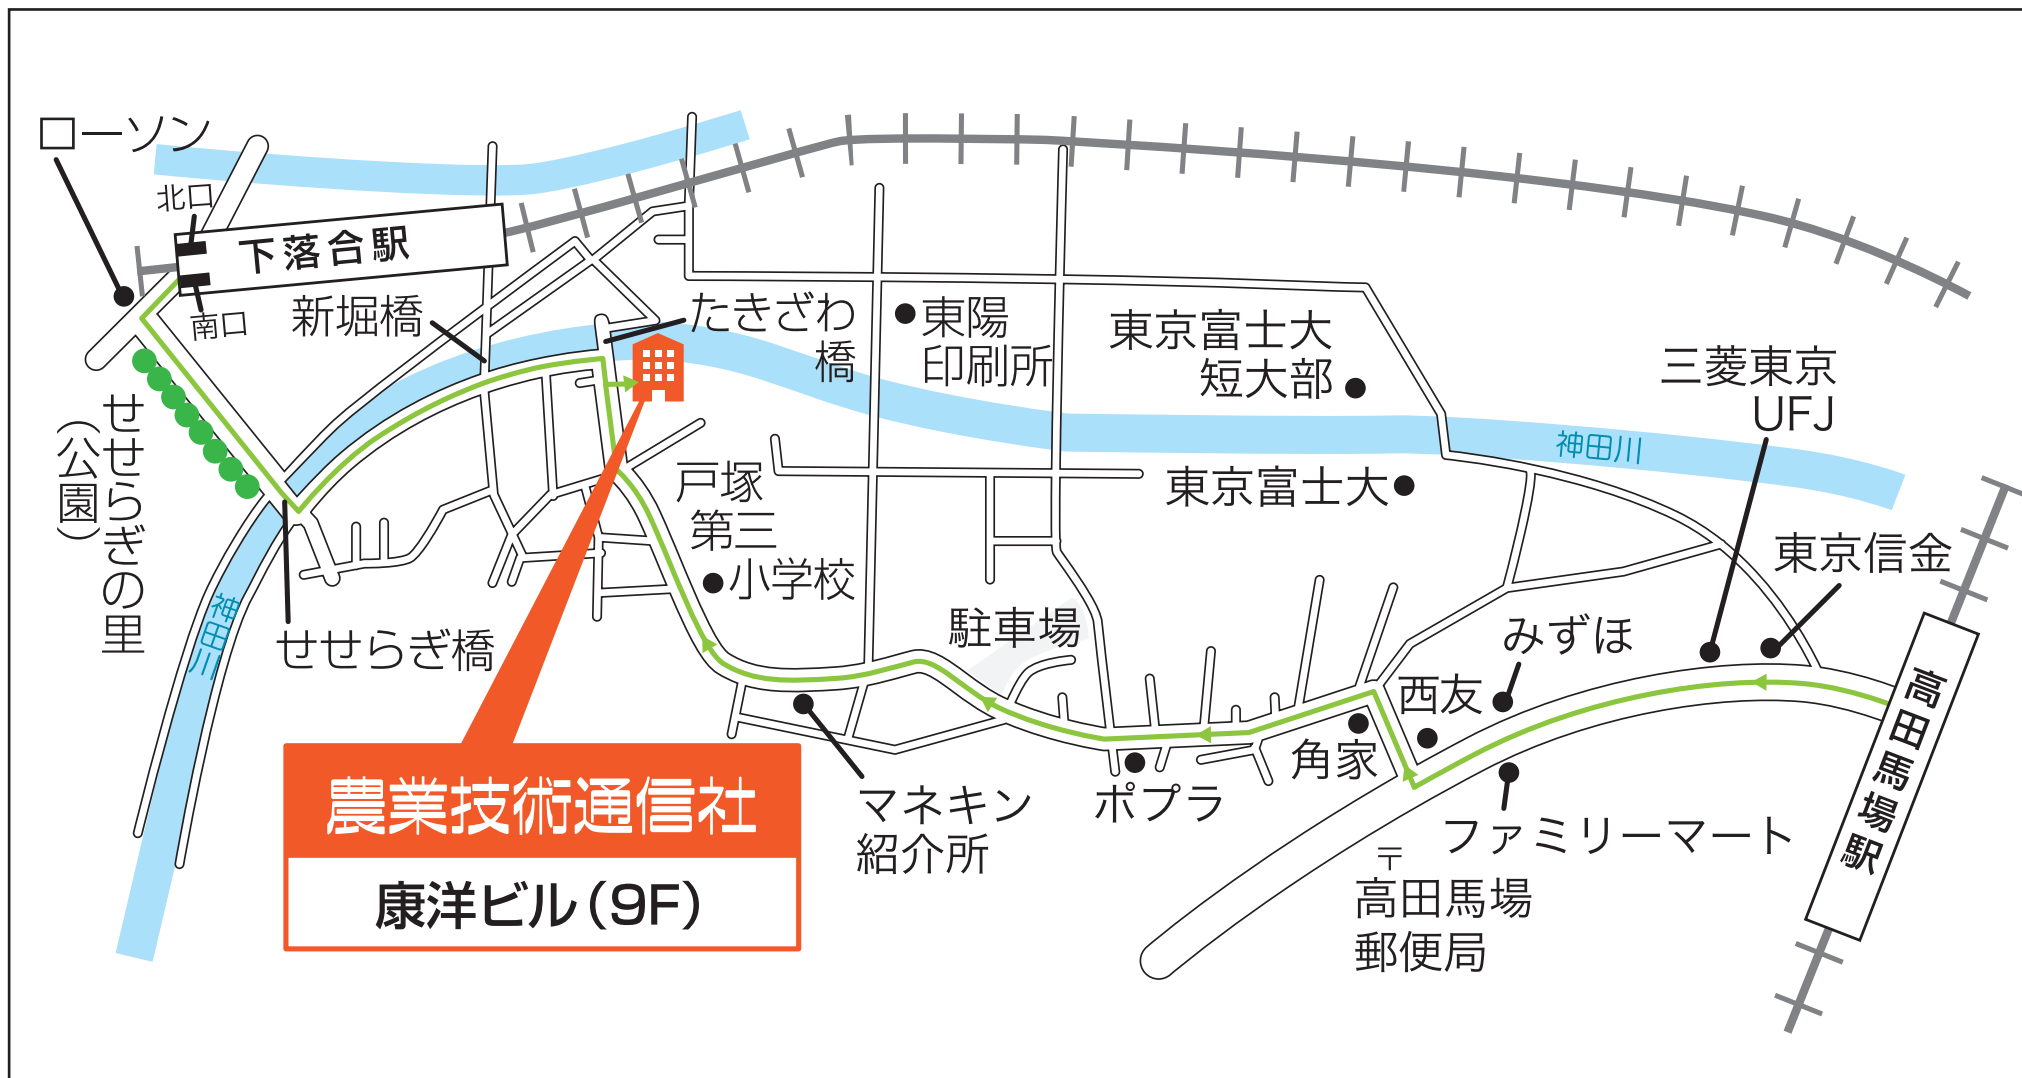 ローソン
北口
下落合駅
南口
新堀橋
たきざわ
橋
東陽
印刷所
東京富士大
短大部
三菱東京
UFJ
神田川
せせらぎの里
（公園）
戸塚
第三
小学校
東京富士大
東京信金
神田川
せせらぎ橋
駐車場
みずほ
西友
高田馬場駅
角家
農業技術通信社
康洋ビル（9F）
マネキン
紹介所
ポプラ
ファミリーマート
〒
高田馬場
郵便局